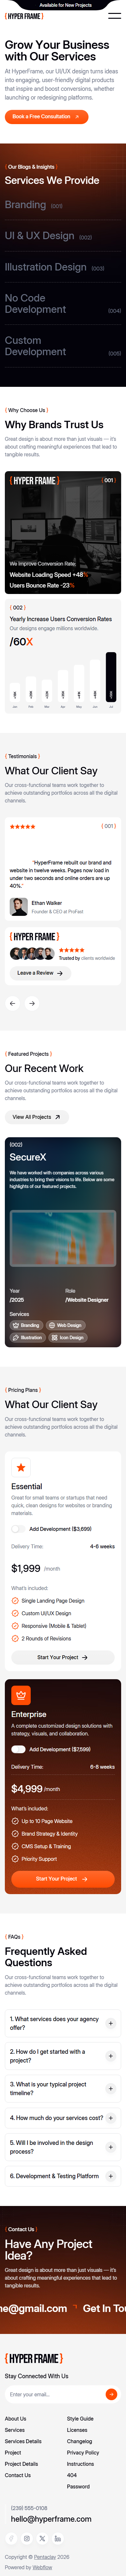 Available for New Projects
{ HYPER FRAME }
Grow Your Business
with Our Services
At HyperFrame, our UI/UX design turns ideas
into engaging, user-friendly digital products
that inspire and boost conversions, whether
launching or redesigning platforms.
Book a Free Consultation
{ Our Blogs & Insights }
Services We Provide
Branding (001)
UI & UX Design (002)
Illustration Design (003)
No Code
Development (004)
Custom
Development (005)
{ Why Choose Us }
Why Brands Trust Us
Great design is about more than just visuals — it's
about crafting meaningful experiences that lead to
tangible results.
{ HYPER FRAME }
{ 001 }
We Improve Conversion Rate.
Website Loading Speed +48%
Users Bounce Rate -23%
{ 002 }
Yearly Increase Users Conversion Rates
Our designs engage millions worldwide.
/60X
Jan Feb Mar Apr May Jun Jul
{ Testimonials }
What Our Client Say
Our cross-functional teams work together to
consistently outstanding portfolio across all the digital
channels.
{ 001 }
"HyperFrame rebuilt our brand and
website in twelve weeks. Pages now load in
under two seconds and online orders are up
40%."
Ethan Walker
Founder & CEO at ProFast
{ HYPER FRAME }
Trusted by clients worldwide
Leave a Review
{ Featured Projects }
Our Recent Work
Our cross-functional teams work together to
consistently outstanding portfolio across all the digital
channels.
View All Projects
(002)
SecureX
We have worked with companies across various
industries to bring their visions to life. Below are some
highlights of our featured projects.
Year
Role
/2025
/Website Designer
Services
Branding
Web Design
Illustration
Icon Design
{ Pricing Plans }
What Our Client Say
Our cross-functional teams work together to
consistently outstanding portfolio across all the digital
channels.
Essential
Great for small teams or startups that need
quick, clean designs for websites or branding
materials.
Add Development ($3,699)
Delivery Time: 4-6 weeks
$1,999 /month
What's included:
Single Landing Page Design
Custom UI/UX Design
Responsive (Mobile & Tablet)
2 Rounds of Revisions
Start Your Project
Enterprise
A complete customized design solutions with
strategy, visuals, and collaboration.
Add Development ($7,599)
Delivery Time: 6-8 weeks
$4,999 /month
What's included:
Up to 10 Page Website
Brand Strategy & Identity
CMS Setup & Training
Priority Support
Start Your Project
{ FAQs }
Frequently Asked
Questions
Our cross-functional teams work together to
consistently outstanding portfolio across all the digital
channels.
1. What services does your agency
offer?
2. How do I get started with a
project?
3. What is your typical project
timeline?
4. How much do your services cost?
5. Will I be involved in the design
process?
6. Development & Testing Platform
{ Contact Us }
Have Any Project
Idea?
Great design is about more than just visuals — it's
about crafting meaningful experiences that lead to
tangible results.
me@gmail.com Get In Tou
{ HYPER FRAME }
Stay Connected With Us
Enter your email...
About Us
Style Guide
Services
Licenses
Services Details
Changelog
Project
Privacy Policy
Project Details
Instructions
Contact Us
404
Password
(239) 555-0108
hello@hyperframe.com
Copyright © Pentaclay 2026
Powered by Webflow